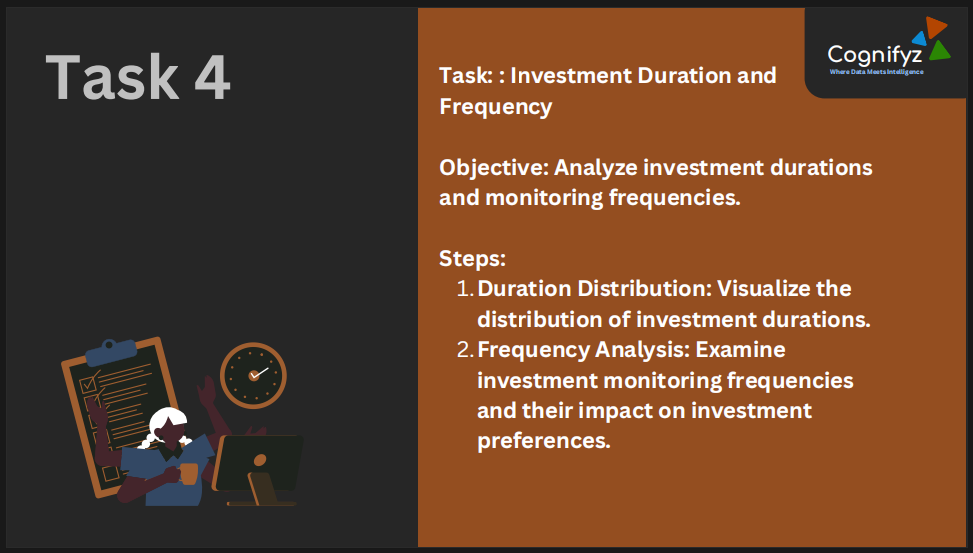 Task 4
Cognifyz
Where Data Meets Intelligence
Task: : Investment Duration and
Frequency
Objective: Analyze investment durations
and monitoring frequencies.
Steps:
1. Duration Distribution: Visualize the
distribution of investment durations.
2. Frequency Analysis: Examine
investment monitoring frequencies
and their impact on investment
preferences.